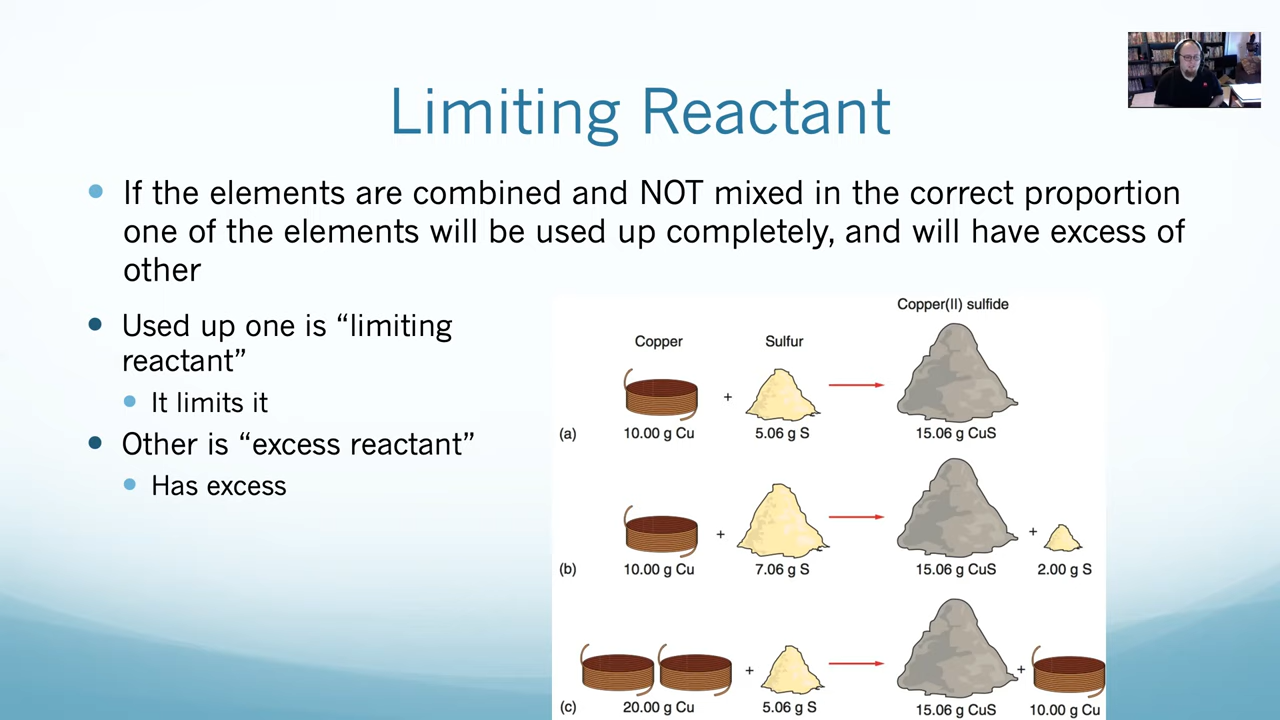 Limiting Reactant
If the elements are combined and NOT mixed in the correct proportion
one of the elements will be used up completely, and will have excess of
other
Used up one is “limiting
reactant”
It limits it
Other is “excess reactant”
Has excess
Copper(II) sulfide
Copper
Sulfur
+
(a)
10.00 g Cu
5.06 g S
15.06 g CuS
+
+
(b)
10.00 g Cu
7.06 g S
15.06 g CuS
2.00 g S
+
+
(c)
20.00 g Cu
5.06 g S
15.06 g CuS
10.00 g Cu